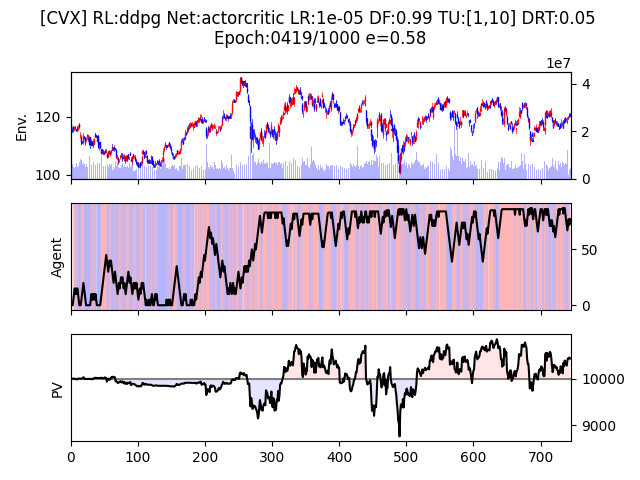 [CVX] RL:ddpg Net:actorcritic LR:1e-05 DF:0.99 TU:[1,10] DRT:0.05
Epoch:0419/1000 e=0.58
1e7
Env.
120
100
4
2
0
Agent
50
0
PV
10000
9000
0 100 200 300 400 500 600 700